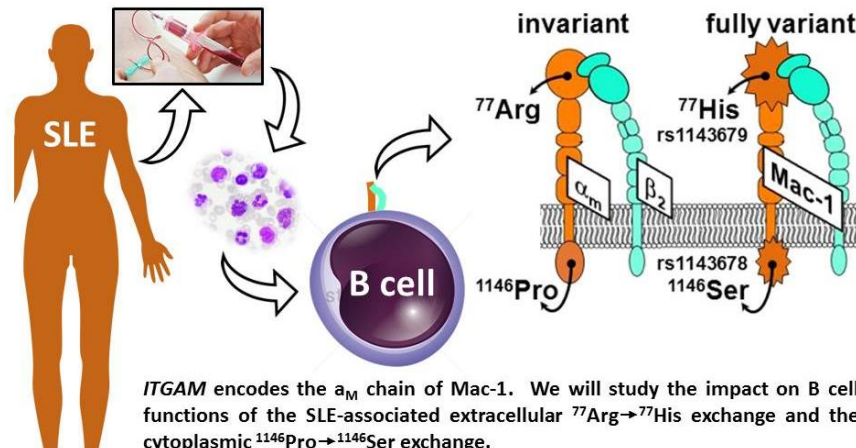 SLE
B cell
invariant
fully variant
⁷⁷Arg
⁷⁷His
rs1143679
αₘ
β₂
Mac-1
rs1143678
¹¹⁴⁶Pro
¹¹⁴⁶Ser
ITGAM encodes the aM chain of Mac-1. We will study the impact on B cell
functions of the SLE-associated extracellular ⁷⁷Arg→⁷⁷His exchange and the
cytoplasmic ¹¹⁴⁶Pro→¹¹⁴⁶Ser exchange.